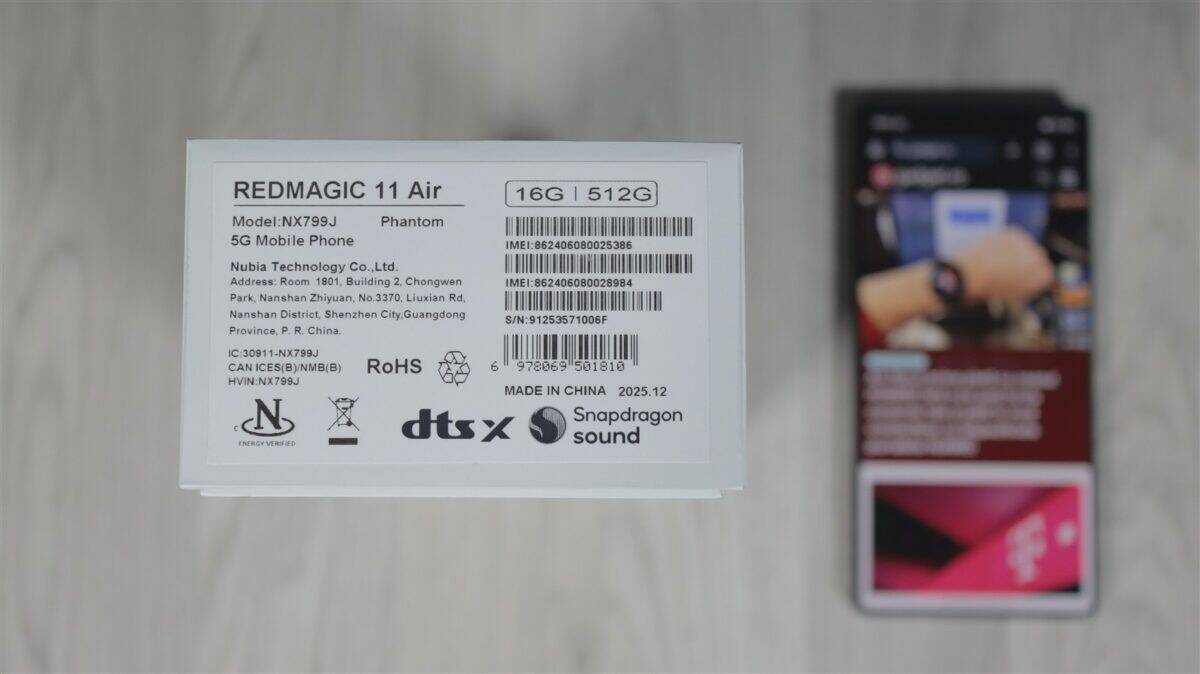 REDMAGIC 11 Air
Model:NX799J Phantom
5G Mobile Phone
Nubia Technology Co.,Ltd.
Address: Room 1801, Building 2, Chongwen
Park, Nanshan Zhiyuan, No.3370, Liuxian Rd,
Nanshan District, Shenzhen City,Guangdong
Province, P. R. China.
IC:30911-NX799J
CAN ICES(B)/NMB(B)
HVIN:NX799J
RoHS
C N
ENERGY VERIFIED
16G | 512G
IMEI:862406080025386
IMEI:862406080028984
S/N:91253571006F
6 978069 501810
MADE IN CHINA 2025.12
dts x
Snapdragon
sound